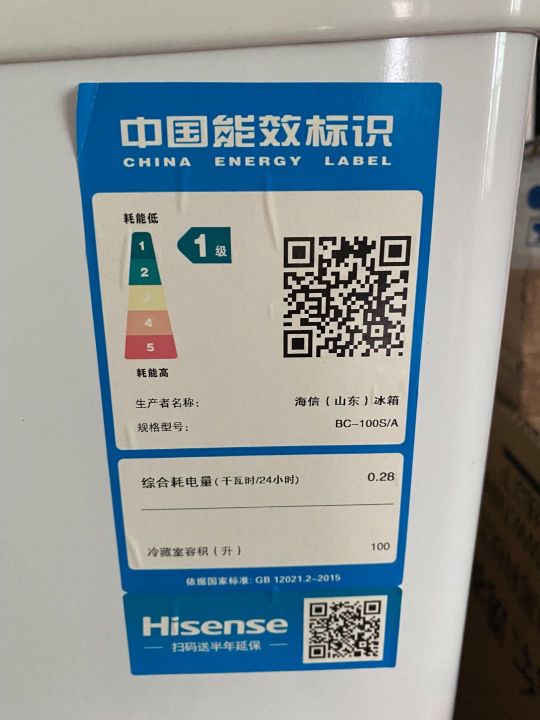 中国能效标识
CHINA ENERGY LABEL
耗能低
1
2
3
4
5
耗能高
1级
生产者名称: 海信（山东）冰箱
规格型号: BC-100S/A
综合耗电量(千瓦时/24小时) 0.28
冷藏室容积（升） 100
依据国家标准: GB 12021.2-2015
Hisense
扫码送半年延保